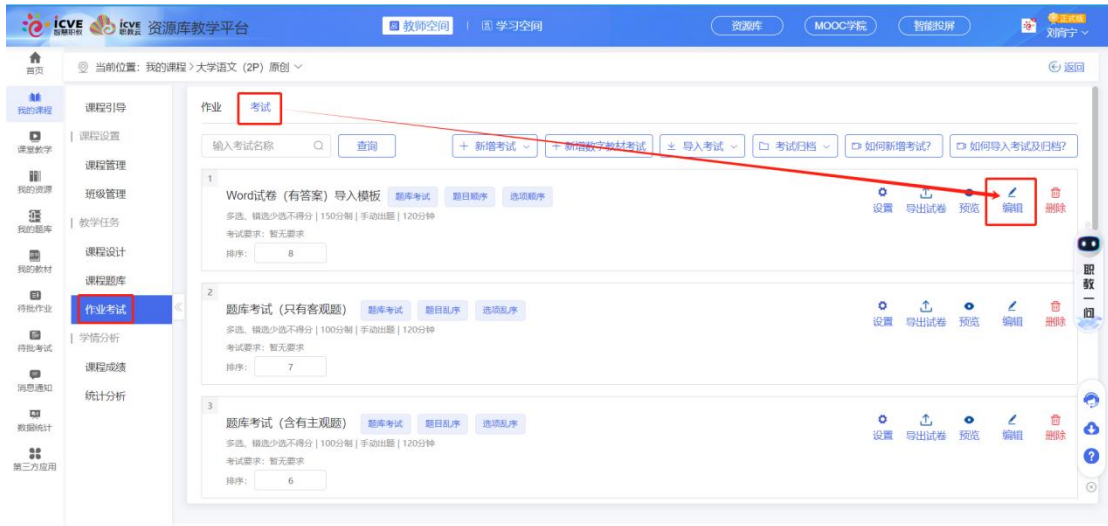 icve 智慧职教 icve 职教云 资源库教学平台 教师空间 学习空间 资源库 MOOC学院 智能投屏 正式版 刘肖宁
首页 当前位置：我的课程 > 大学语文（2P）原创 返回
我的课程
课堂教学
我的资源
我的题库
我的教材
待批作业
待批考试
消息通知
数据统计
第三方应用
课程引导
课程设置
课程管理
班级管理
教学任务
课程设计
课程题库
作业考试
学情分析
课程成绩
统计分析
作业 考试
输入考试名称 查询 + 新增考试 + 新增数字教材考试 导入考试 考试归档 如何新增考试? 如何导入考试及归档?
1
Word试卷（有答案）导入模板 题库考试 题目顺序 选项顺序
多选、错选少选不得分 | 150分制 | 手动出题 | 120分钟
考试要求：暂无要求
排序： 8
设置 导出试卷 预览 编辑 删除
2
题库考试（只有客观题） 题库考试 题目乱序 选项乱序
多选、错选少选不得分 | 100分制 | 手动出题 | 120分钟
考试要求：暂无要求
排序： 7
设置 导出试卷 预览 编辑 删除
3
题库考试（含有主观题） 题库考试 题目乱序 选项乱序
多选、错选少选不得分 | 100分制 | 手动出题 | 120分钟
考试要求：暂无要求
排序： 6
设置 导出试卷 预览 编辑 删除
职教一问